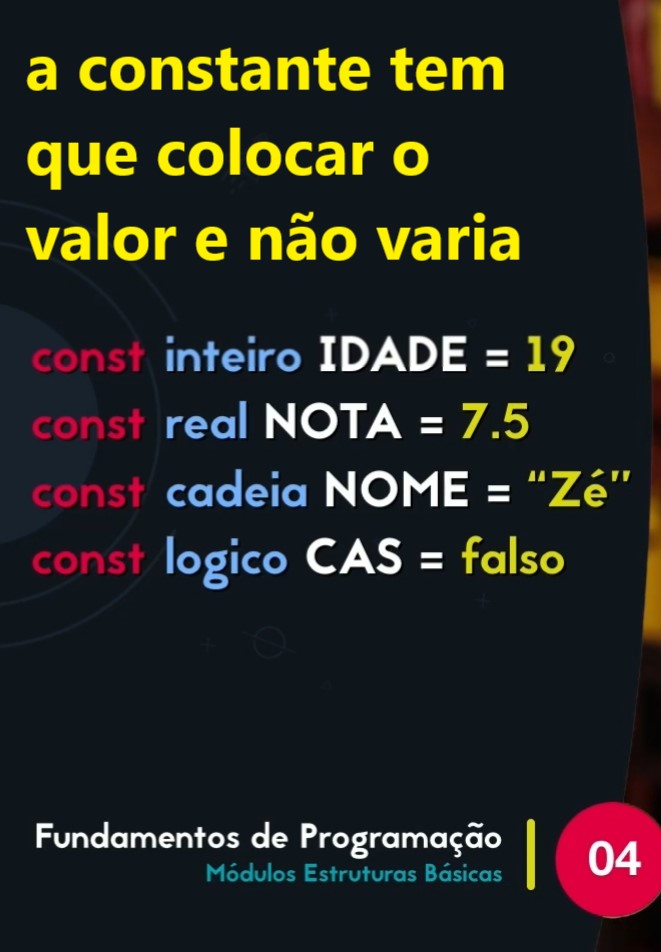 a constante tem
que colocar o
valor e não varia
const inteiro IDADE = 19
const real NOTA = 7.5
const cadeia NOME = “Zé”
const logico CAS = falso
Fundamentos de Programação
Módulos Estruturas Básicas
04